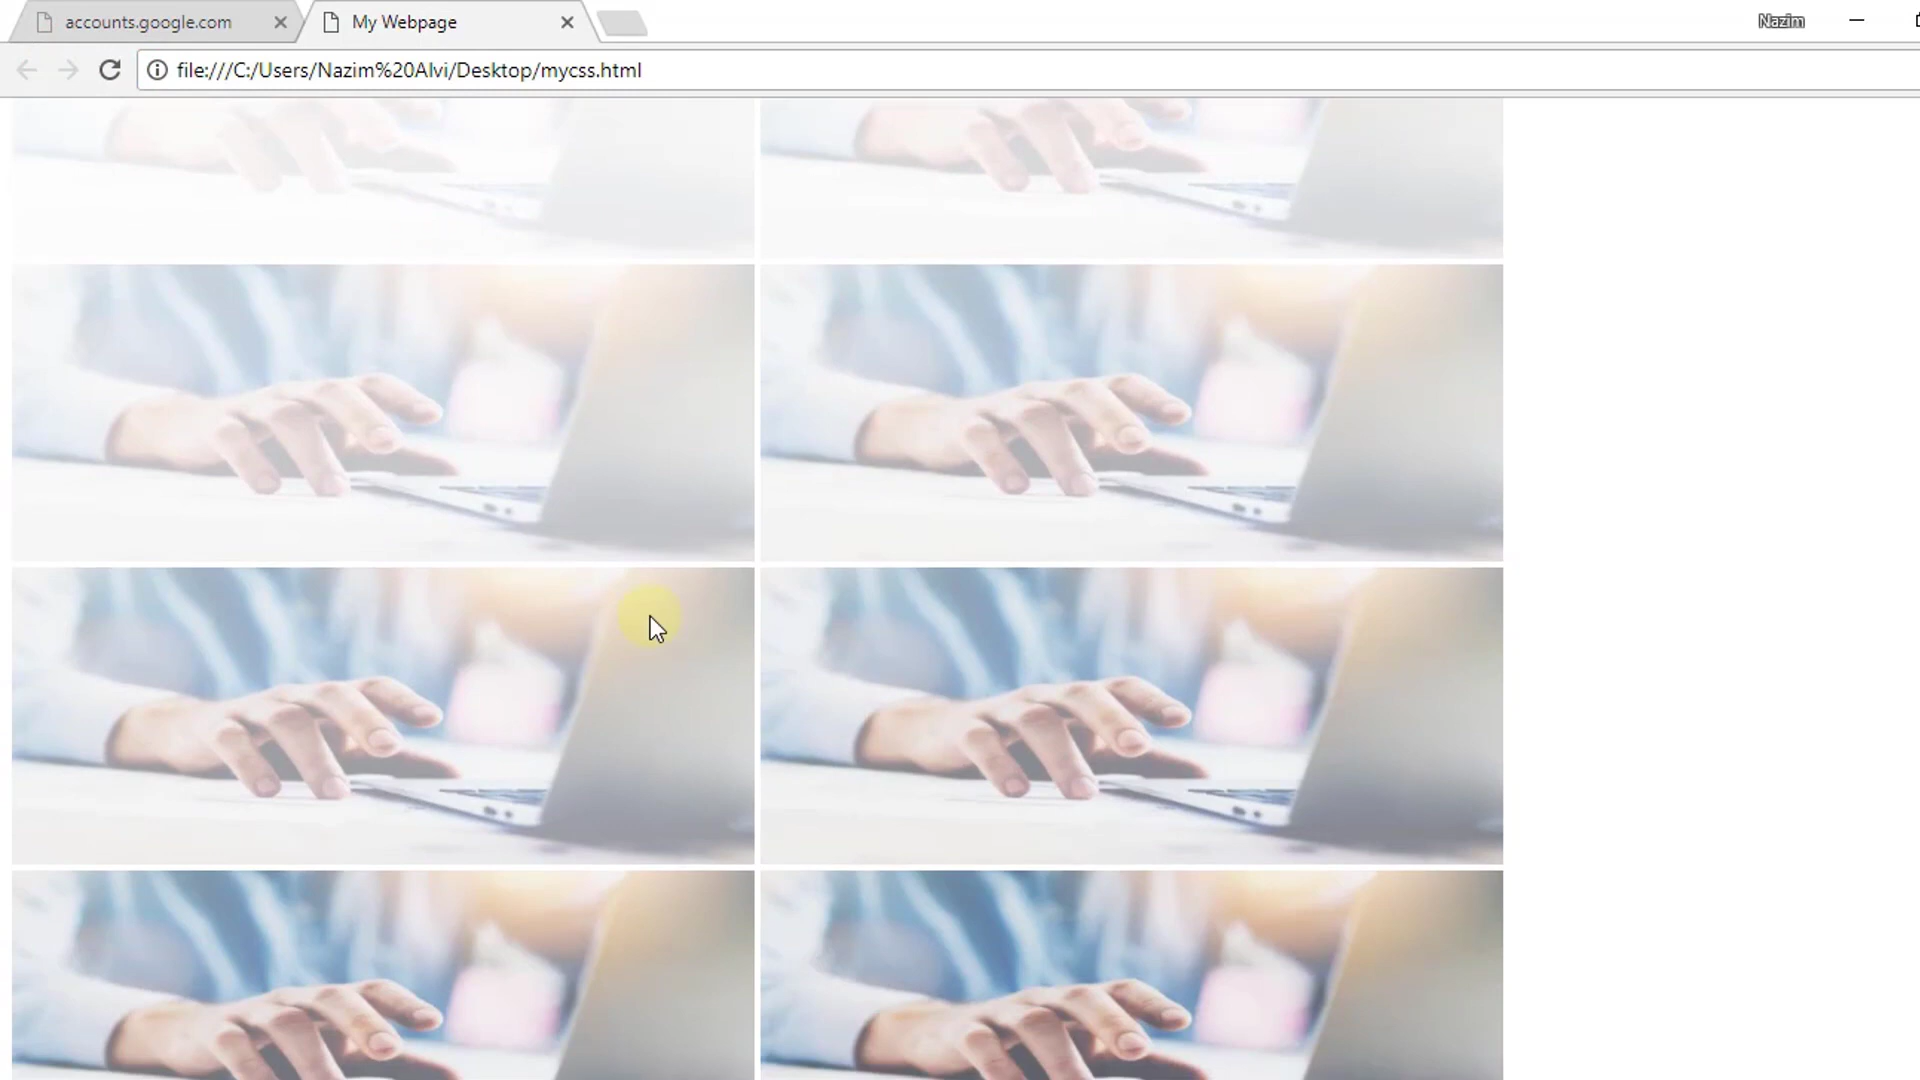 accounts.google.com
My Webpage
Nazim
file:///C:/Users/Nazim%20Alvi/Desktop/mycss.html